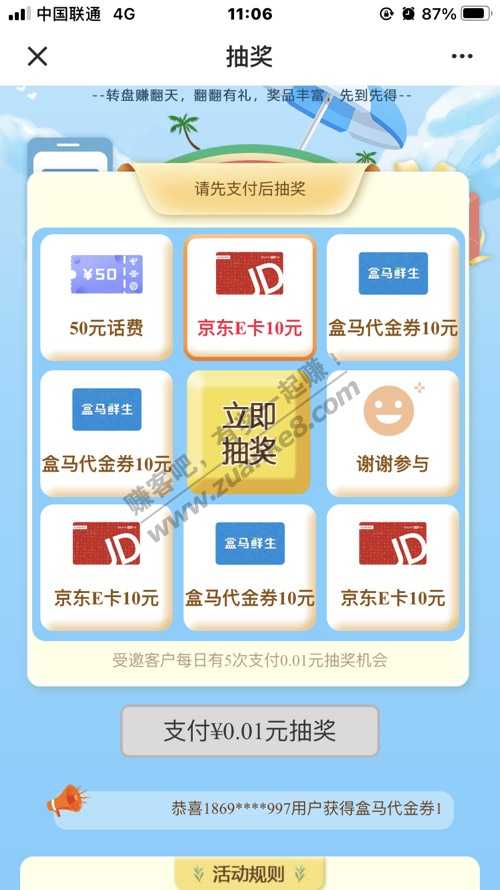 中国联通 4G 11:06 87%
抽奖
--转盘赚翻天，翻翻有礼，奖品丰富，先到先得--
请先支付后抽奖
¥50
JD
盒马鲜生
50元话费
京东E卡10元
盒马代金券10元
盒马鲜生
立即
抽奖
盒马代金券10元
谢谢参与
JD
盒马鲜生
JD
京东E卡10元
盒马代金券10元
京东E卡10元
赚客吧，有奖一起赚！
www.zuanke8.com
受邀客户每日有5次支付0.01元抽奖机会
支付¥0.01元抽奖
恭喜1869****997用户获得盒马代金券1
活动规则